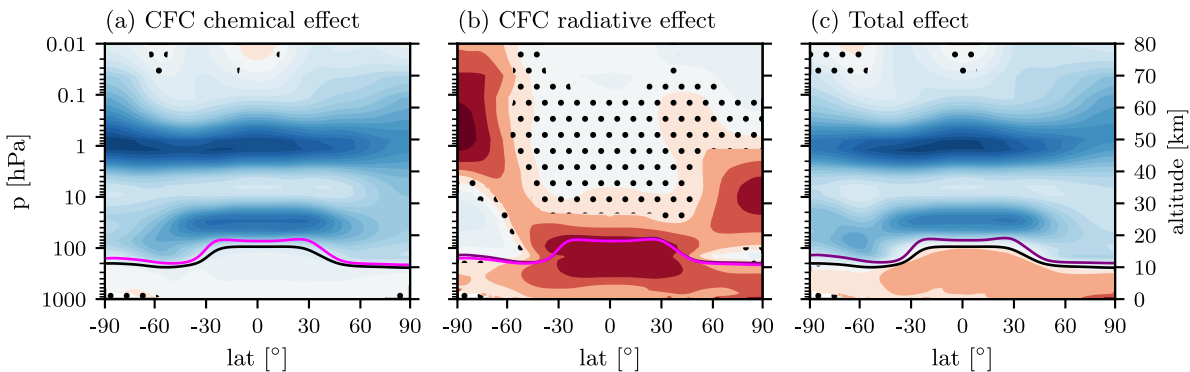 (a) CFC chemical effect
(b) CFC radiative effect
(c) Total effect
p [hPa]
0.01
0.1
1
10
100
1000
80
70
60
50
40
30
20
10
0
altitude [km]
-90 -60 -30 0 30 60 90
-90 -60 -30 0 30 60 90
-90 -60 -30 0 30 60 90
lat [°]
lat [°]
lat [°]